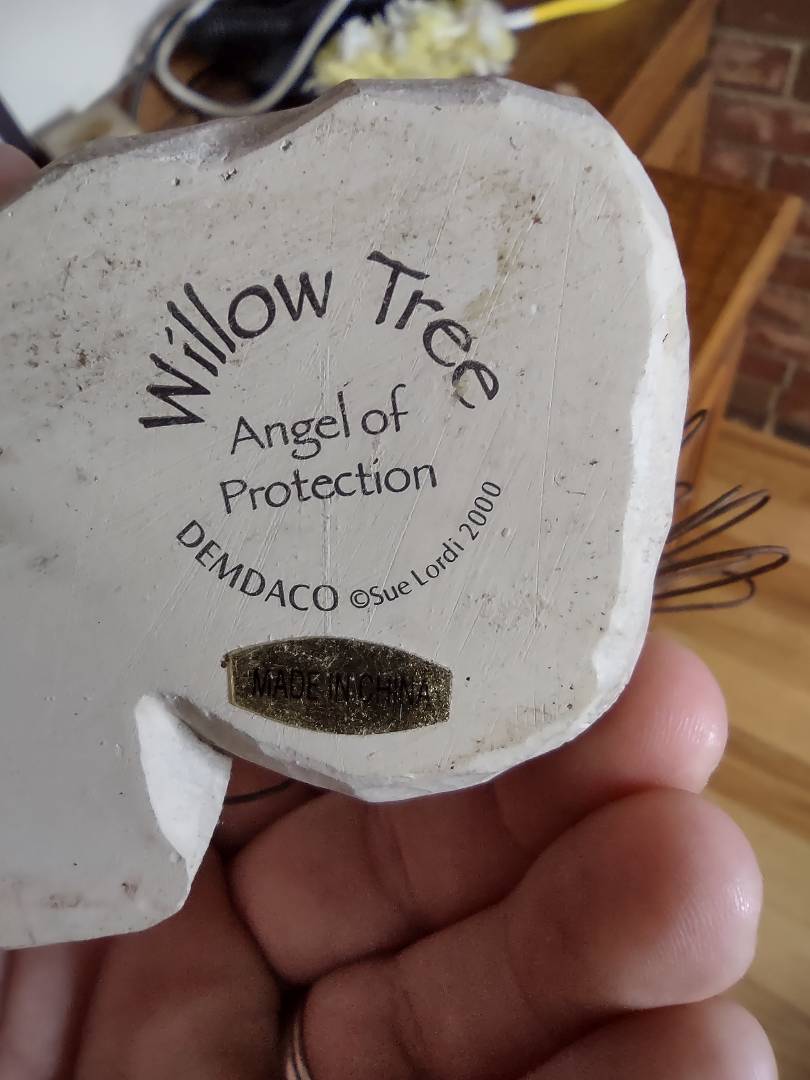 Willow Tree
Angel of
Protection
DEMDACO ©Sue Lordi 2000
MADE IN CHINA